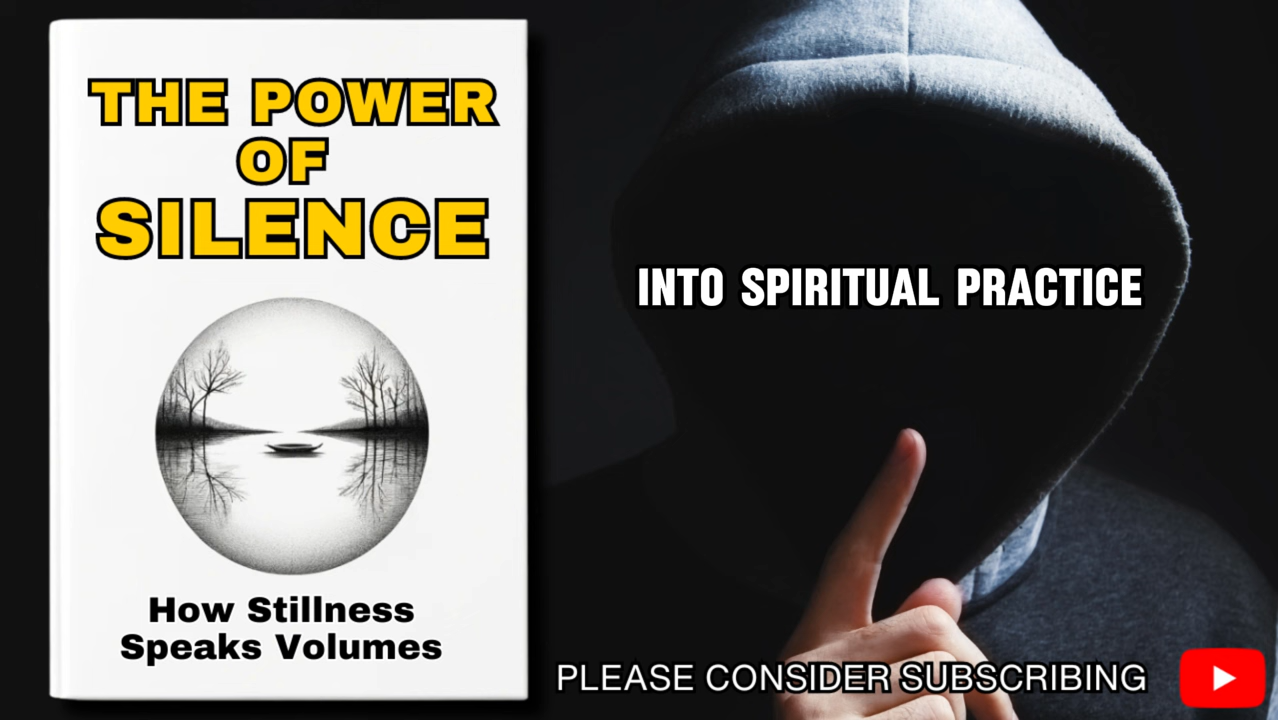 THE POWER
OF
SILENCE
How Stillness
Speaks Volumes
INTO SPIRITUAL PRACTICE
PLEASE CONSIDER SUBSCRIBING